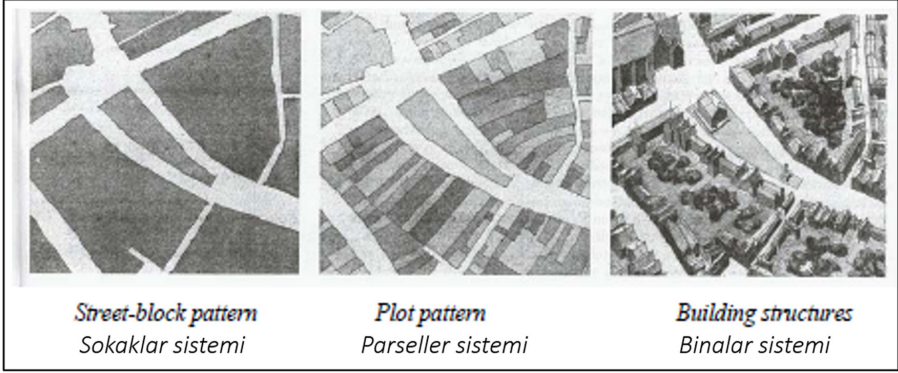 Street-block pattern
Sokaklar sistemi
Plot pattern
Parseller sistemi
Building structures
Binalar sistemi